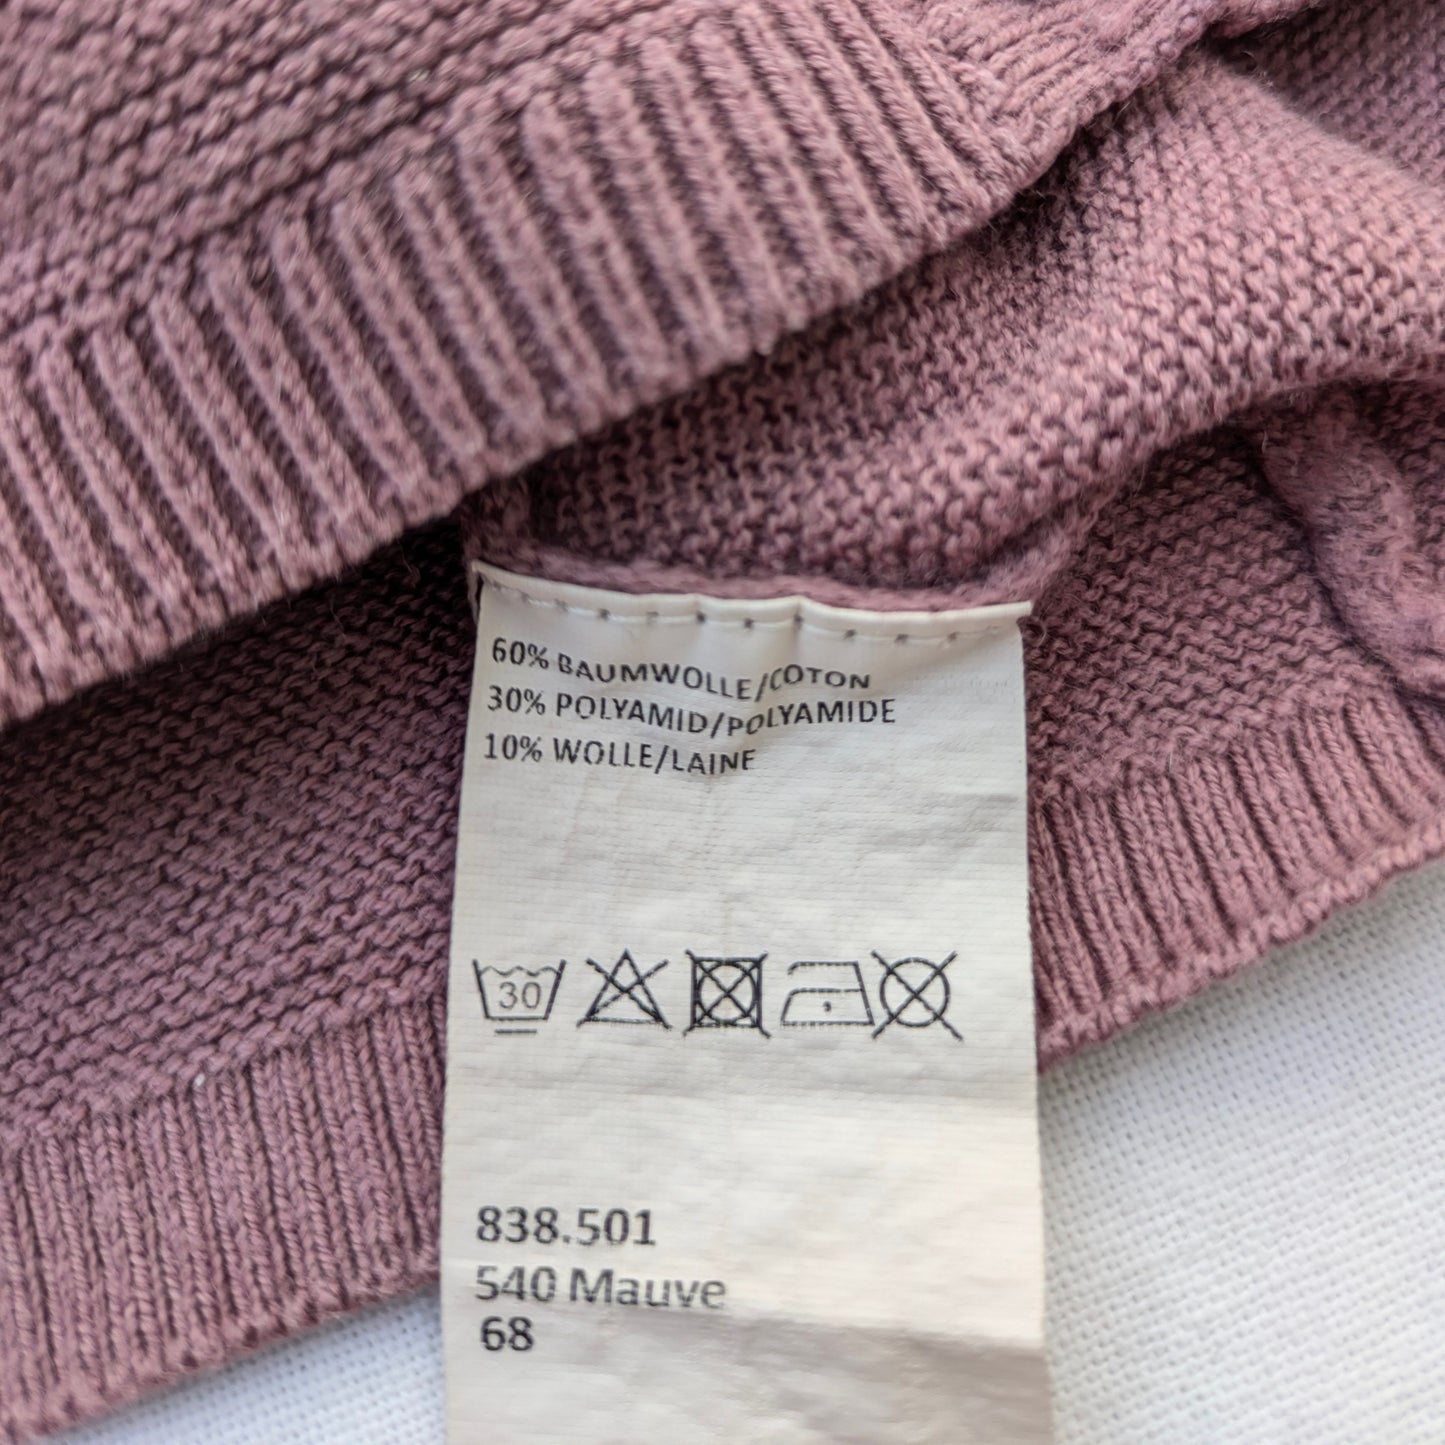 60% BAUMWOLLE/COTON
30% POLYAMID/POLYAMIDE
10% WOLLE/LAINE
30
838.501
540 Mauve
68